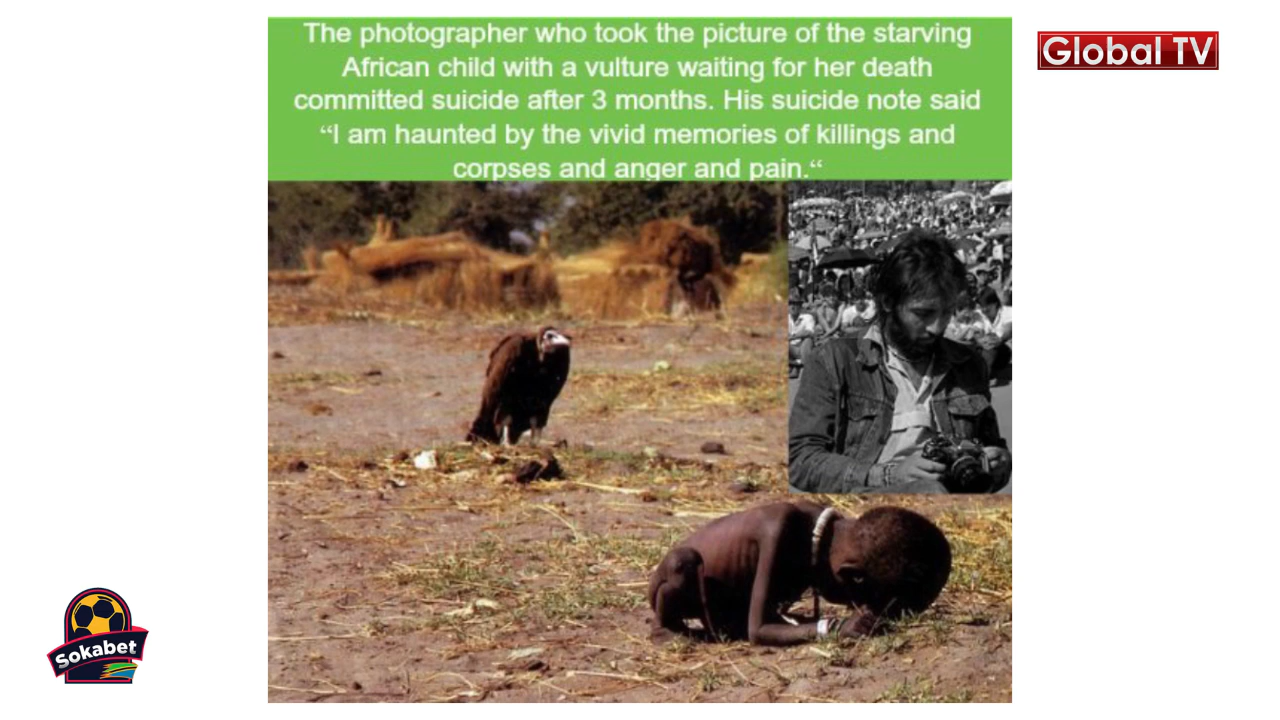 The photographer who took the picture of the starving
African child with a vulture waiting for her death
committed suicide after 3 months. His suicide note said
“I am haunted by the vivid memories of killings and
corpses and anger and pain.“
Global TV
Sokabet